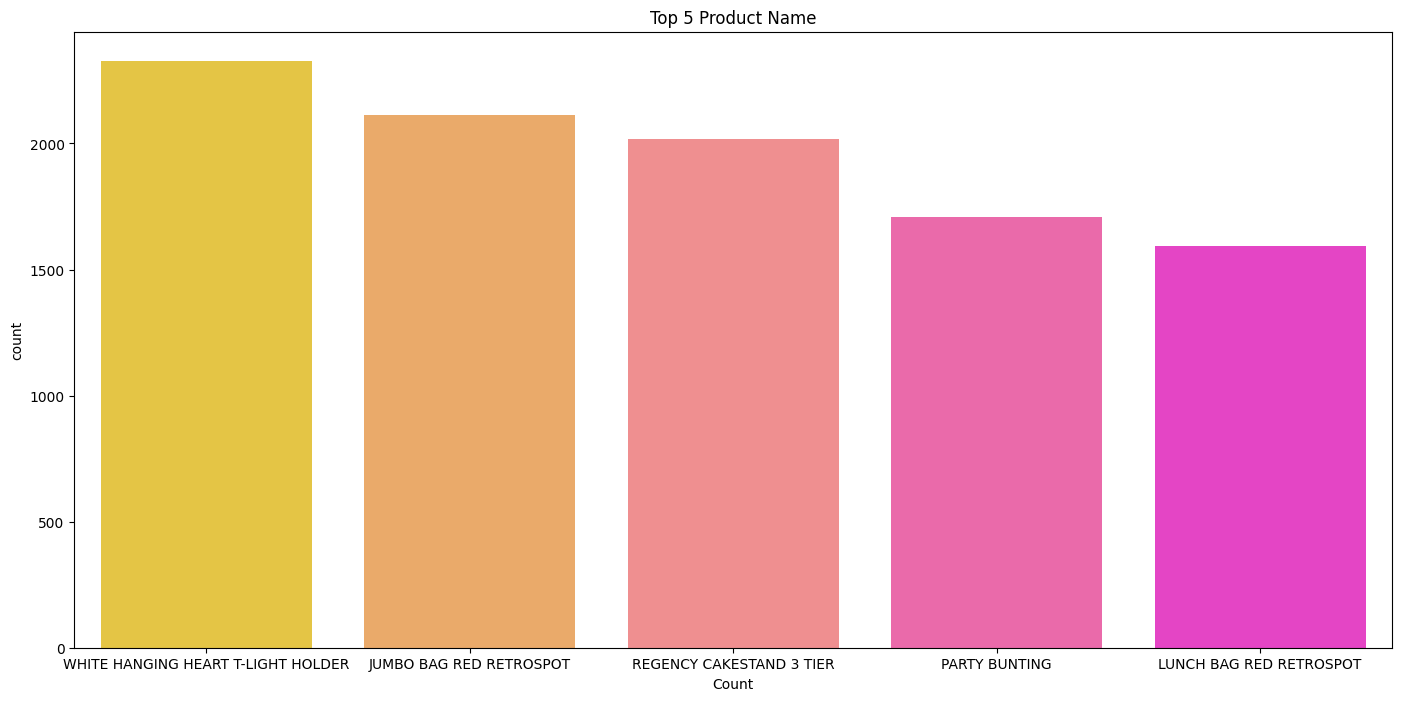 Top 5 Product Name
count
2000
1500
1000
500
0
WHITE HANGING HEART T-LIGHT HOLDER
JUMBO BAG RED RETROSPOT
REGENCY CAKESTAND 3 TIER
PARTY BUNTING
LUNCH BAG RED RETROSPOT
Count